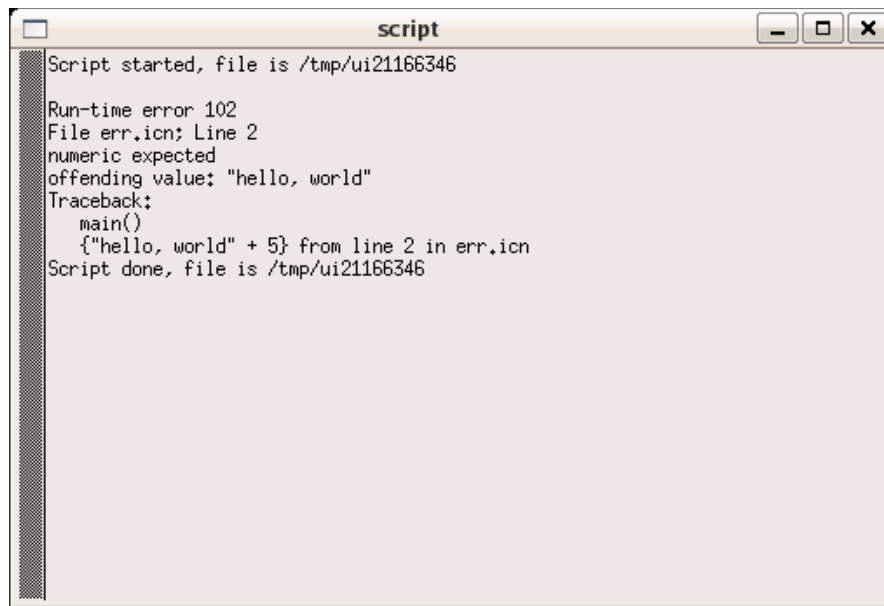 script
Script started, file is /tmp/ui21166346
Run-time error 102
File err.icn; Line 2
numeric expected
offending value: "hello, world"
Traceback:
main()
{"hello, world" + 5} from line 2 in err.icn
Script done, file is /tmp/ui21166346